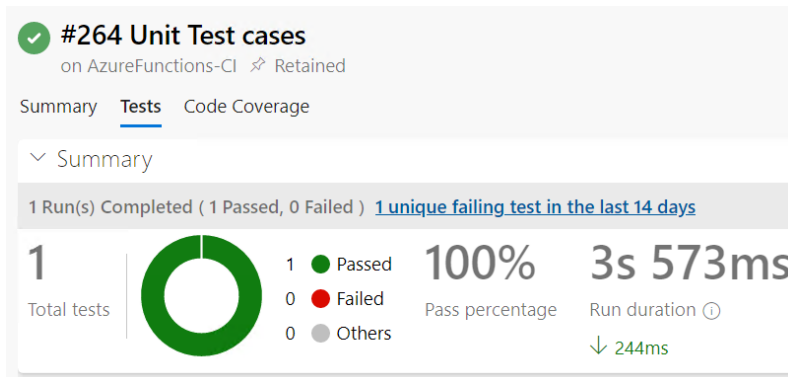 #264 Unit Test cases
on AzureFunctions-CI Retained
Summary Tests Code Coverage
Summary
1 Run(s) Completed ( 1 Passed, 0 Failed ) 1 unique failing test in the last 14 days
1
Total tests
1 Passed
0 Failed
0 Others
100%
Pass percentage
3s 573ms
Run duration
244ms